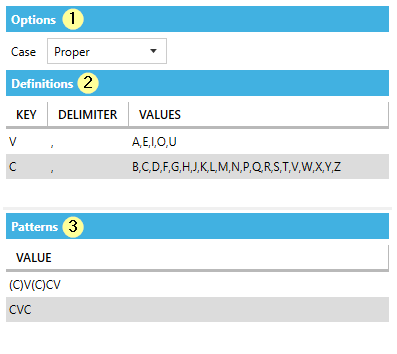 Options 1
Case Proper
Definitions 2
KEY DELIMITER VALUES
V , A,E,I,O,U
C , B,C,D,F,G,H,J,K,L,M,N,P,Q,R,S,T,V,W,X,Y,Z
Patterns 3
VALUE
(C)V(C)CV
CVC